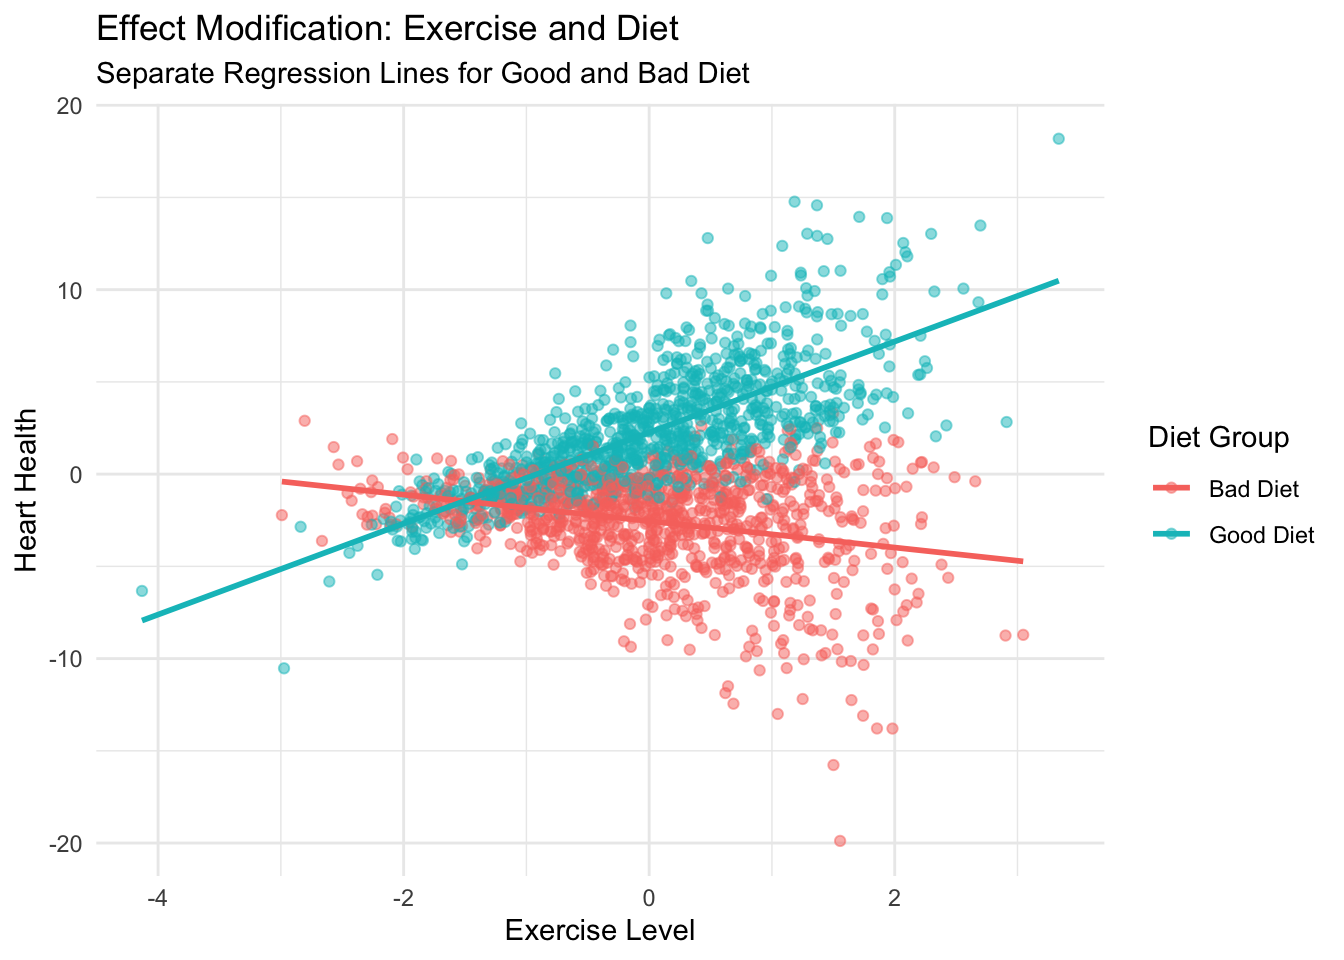 Effect Modification: Exercise and Diet
Separate Regression Lines for Good and Bad Diet
20
10
0
-10
-20
Heart Health
-4
-2
0
2
Exercise Level
Diet Group
Bad Diet
Good Diet